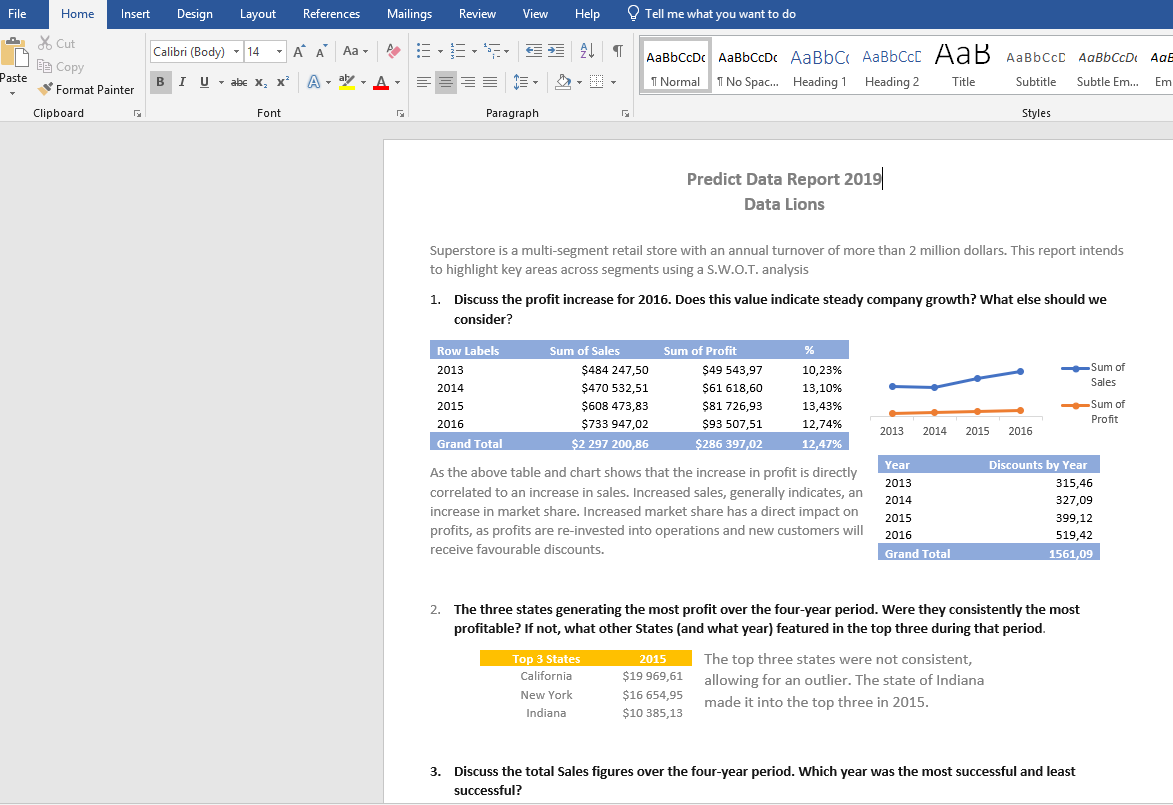 File Home Insert Design Layout References Mailings Review View Help Tell me what you want to do
Cut
Copy
Paste
Format Painter
Clipboard
Calibri (Body) 14 A A Aa
B I U abc x₂ x² A ab A
Font
Paragraph
AaBbCcDc AaBbCcDc AaBbCc AaBbCcD AaB AaBbCcD AaBbCcDc AaB
¶ Normal ¶ No Spac... Heading 1 Heading 2 Title Subtitle Subtle Em... Em
Styles
Predict Data Report 2019
Data Lions
Superstore is a multi-segment retail store with an annual turnover of more than 2 million dollars. This report intends
to highlight key areas across segments using a S.W.O.T. analysis
1. Discuss the profit increase for 2016. Does this value indicate steady company growth? What else should we
consider?
Row Labels Sum of Sales Sum of Profit %
2013 $484 247,50 $49 543,97 10,23%
2014 $470 532,51 $61 618,60 13,10%
2015 $608 473,83 $81 726,93 13,43%
2016 $733 947,02 $93 507,51 12,74%
Grand Total $2 297 200,86 $286 397,02 12,47%
Sum of
Sales
Sum of
Profit
2013 2014 2015 2016
As the above table and chart shows that the increase in profit is directly
correlated to an increase in sales. Increased sales, generally indicates, an
increase in market share. Increased market share has a direct impact on
profits, as profits are re-invested into operations and new customers will
receive favourable discounts.
Year Discounts by Year
2013 315,46
2014 327,09
2015 399,12
2016 519,42
Grand Total 1561,09
2. The three states generating the most profit over the four-year period. Were they consistently the most
profitable? If not, what other States (and what year) featured in the top three during that period.
Top 3 States 2015
California $19 969,61
New York $16 654,95
Indiana $10 385,13
The top three states were not consistent,
allowing for an outlier. The state of Indiana
made it into the top three in 2015.
3. Discuss the total Sales figures over the four-year period. Which year was the most successful and least
successful?